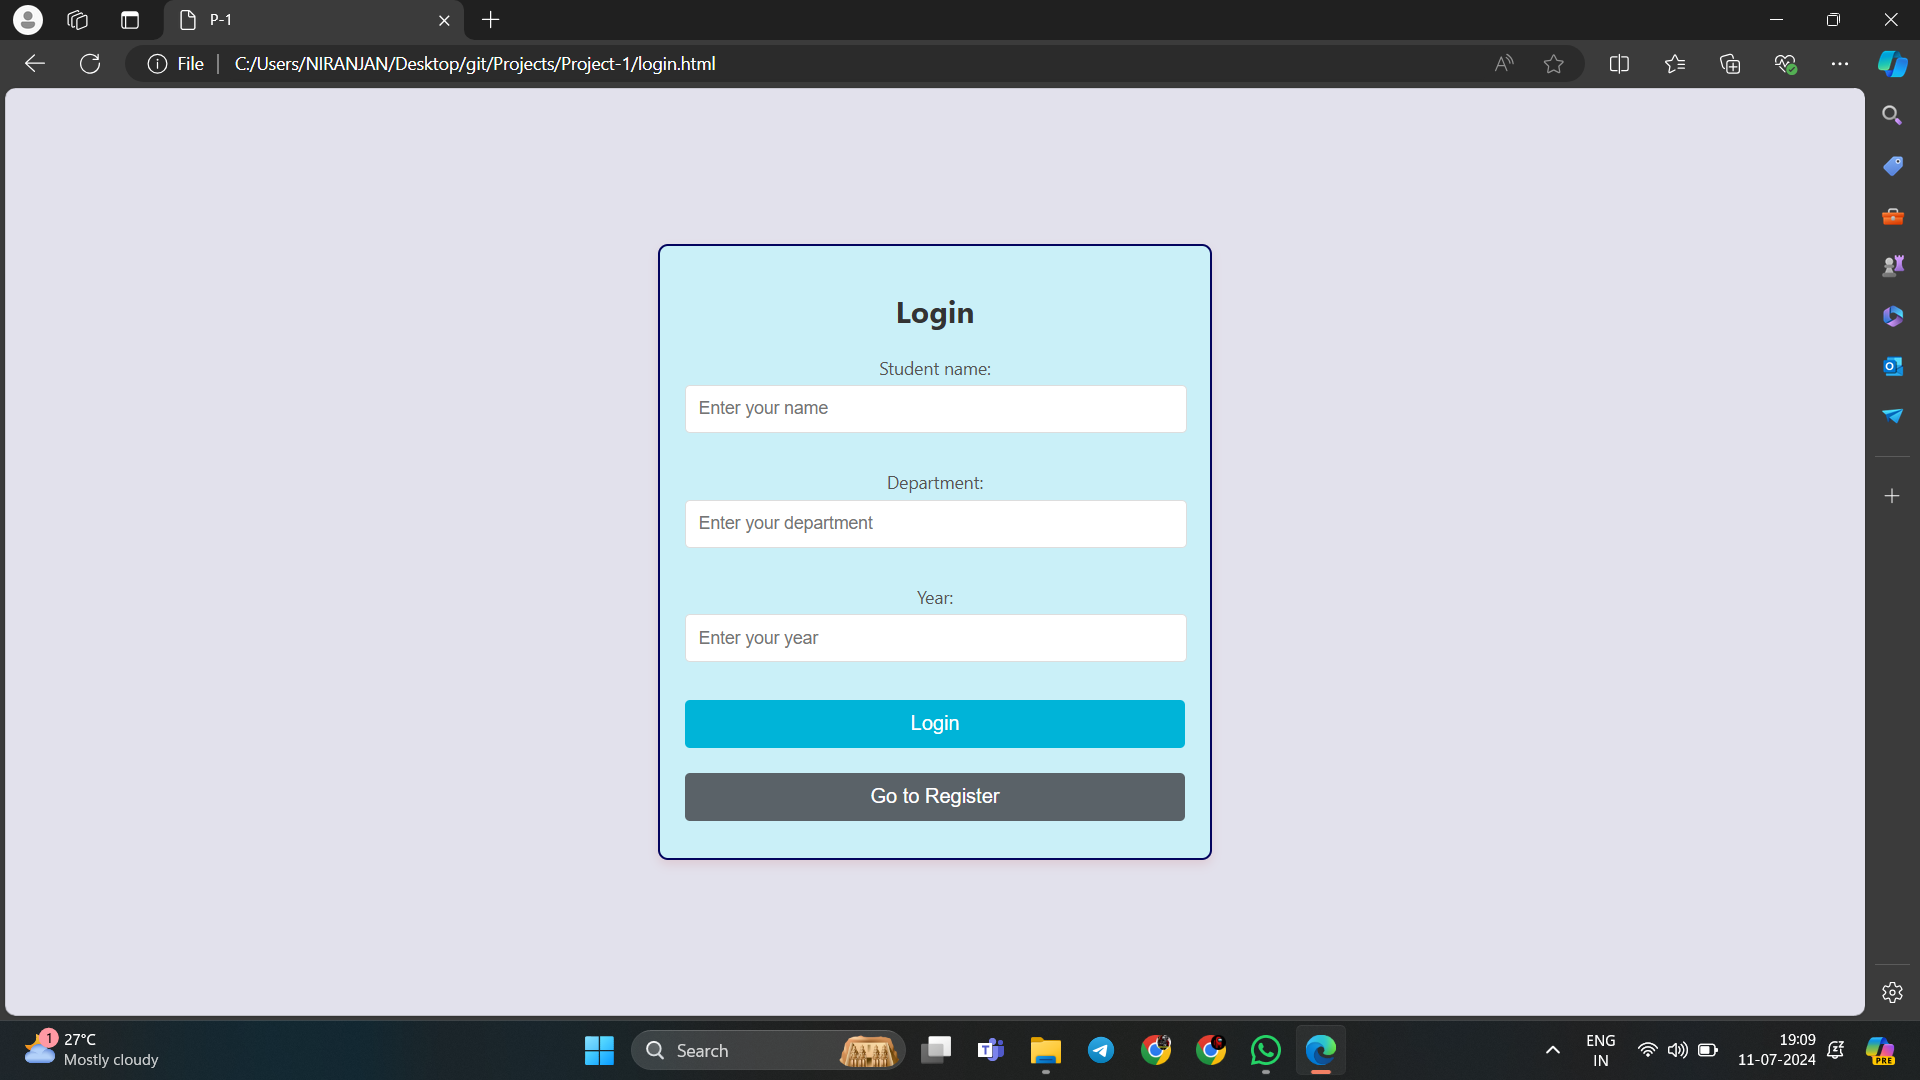 P-1
File
C:/Users/NIRANJAN/Desktop/git/Projects/Project-1/login.html
Login
Student name:
Enter your name
Department:
Enter your department
Year:
Enter your year
Login
Go to Register
1
27°C
Mostly cloudy
Search
ENG
IN
19:09
11-07-2024
PRE